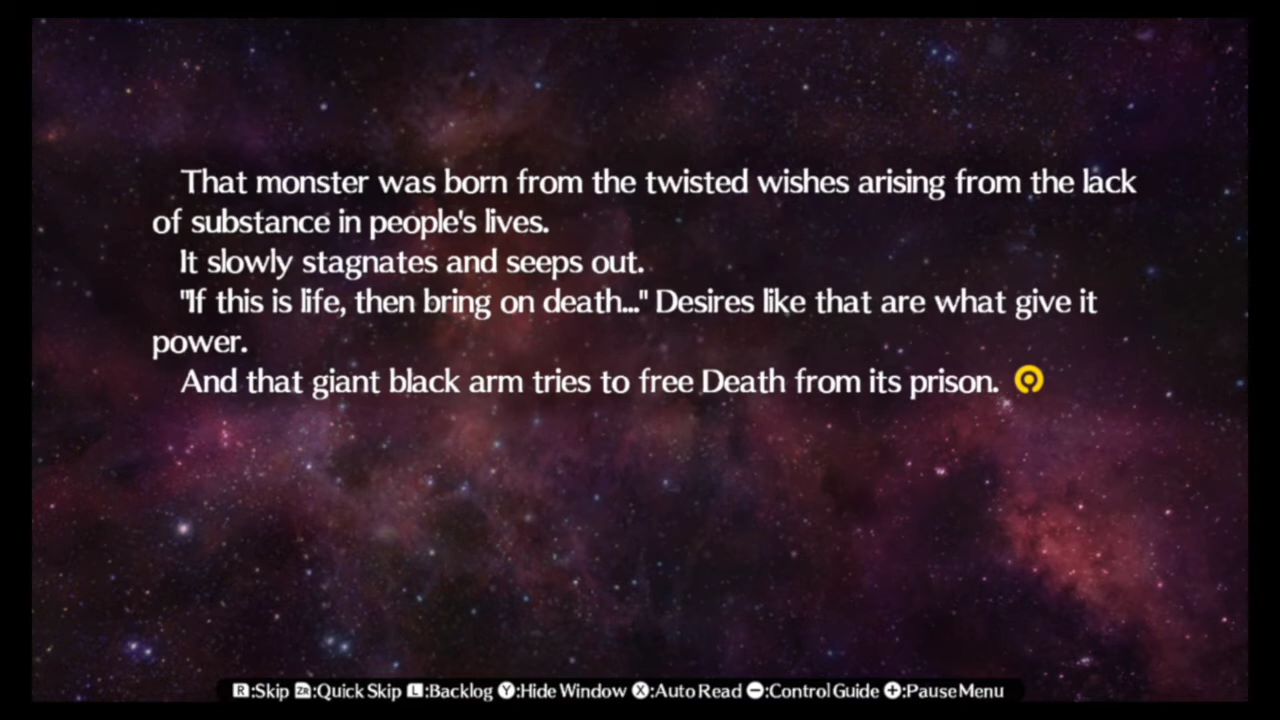 That monster was born from the twisted wishes arising from the lack
of substance in people's lives.
It slowly stagnates and seeps out.
"If this is life, then bring on death..." Desires like that are what give it
power.
And that giant black arm tries to free Death from its prison.
R:Skip ZR:Quick Skip L:Backlog Y:Hide Window X:Auto Read −:Control Guide +:Pause Menu